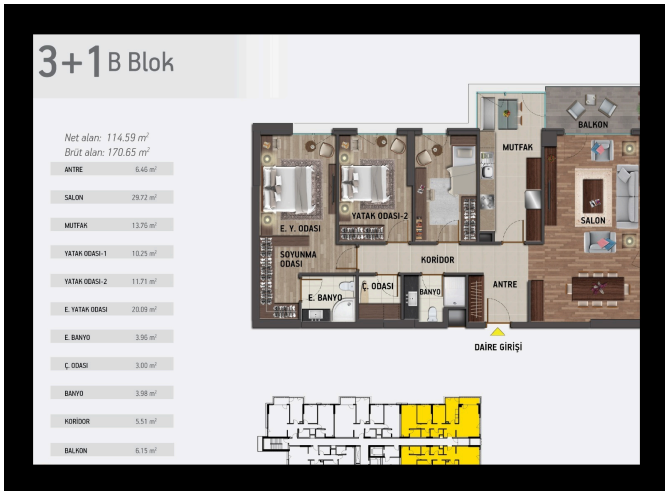 3+1 B Blok
Net alan: 114.59 m²
Brüt alan: 170.65 m²
ANTRE 6.46 m²
SALON 29.72 m²
MUTFAK 13.76 m²
YATAK ODASI-1 10.25 m²
YATAK ODASI-2 11.71 m²
E. YATAK ODASI 20.09 m²
E. BANYO 3.96 m²
Ç. ODASI 3.00 m²
BANYO 3.98 m²
KORİDOR 5.51 m²
BALKON 6.15 m²
BALKON
MUTFAK
YATAK ODASI-2
SALON
E. Y. ODASI
SOYUNMA
ODASI
KORİDOR
Ç. ODASI
ANTRE
BANYO
E. BANYO
DAİRE GİRİŞİ